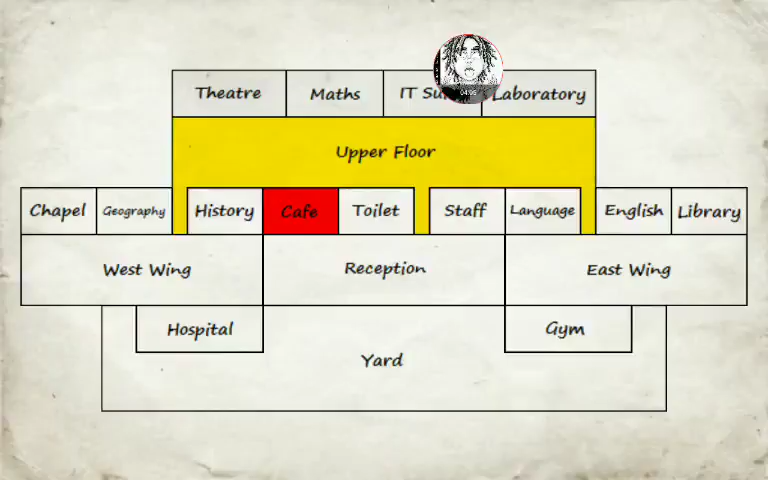 Theatre
Maths
IT
Laboratory
Upper Floor
Chapel
Geography
History
Cafe
Toilet
Staff
Language
English
Library
West Wing
Reception
East Wing
Hospital
Gym
Yard